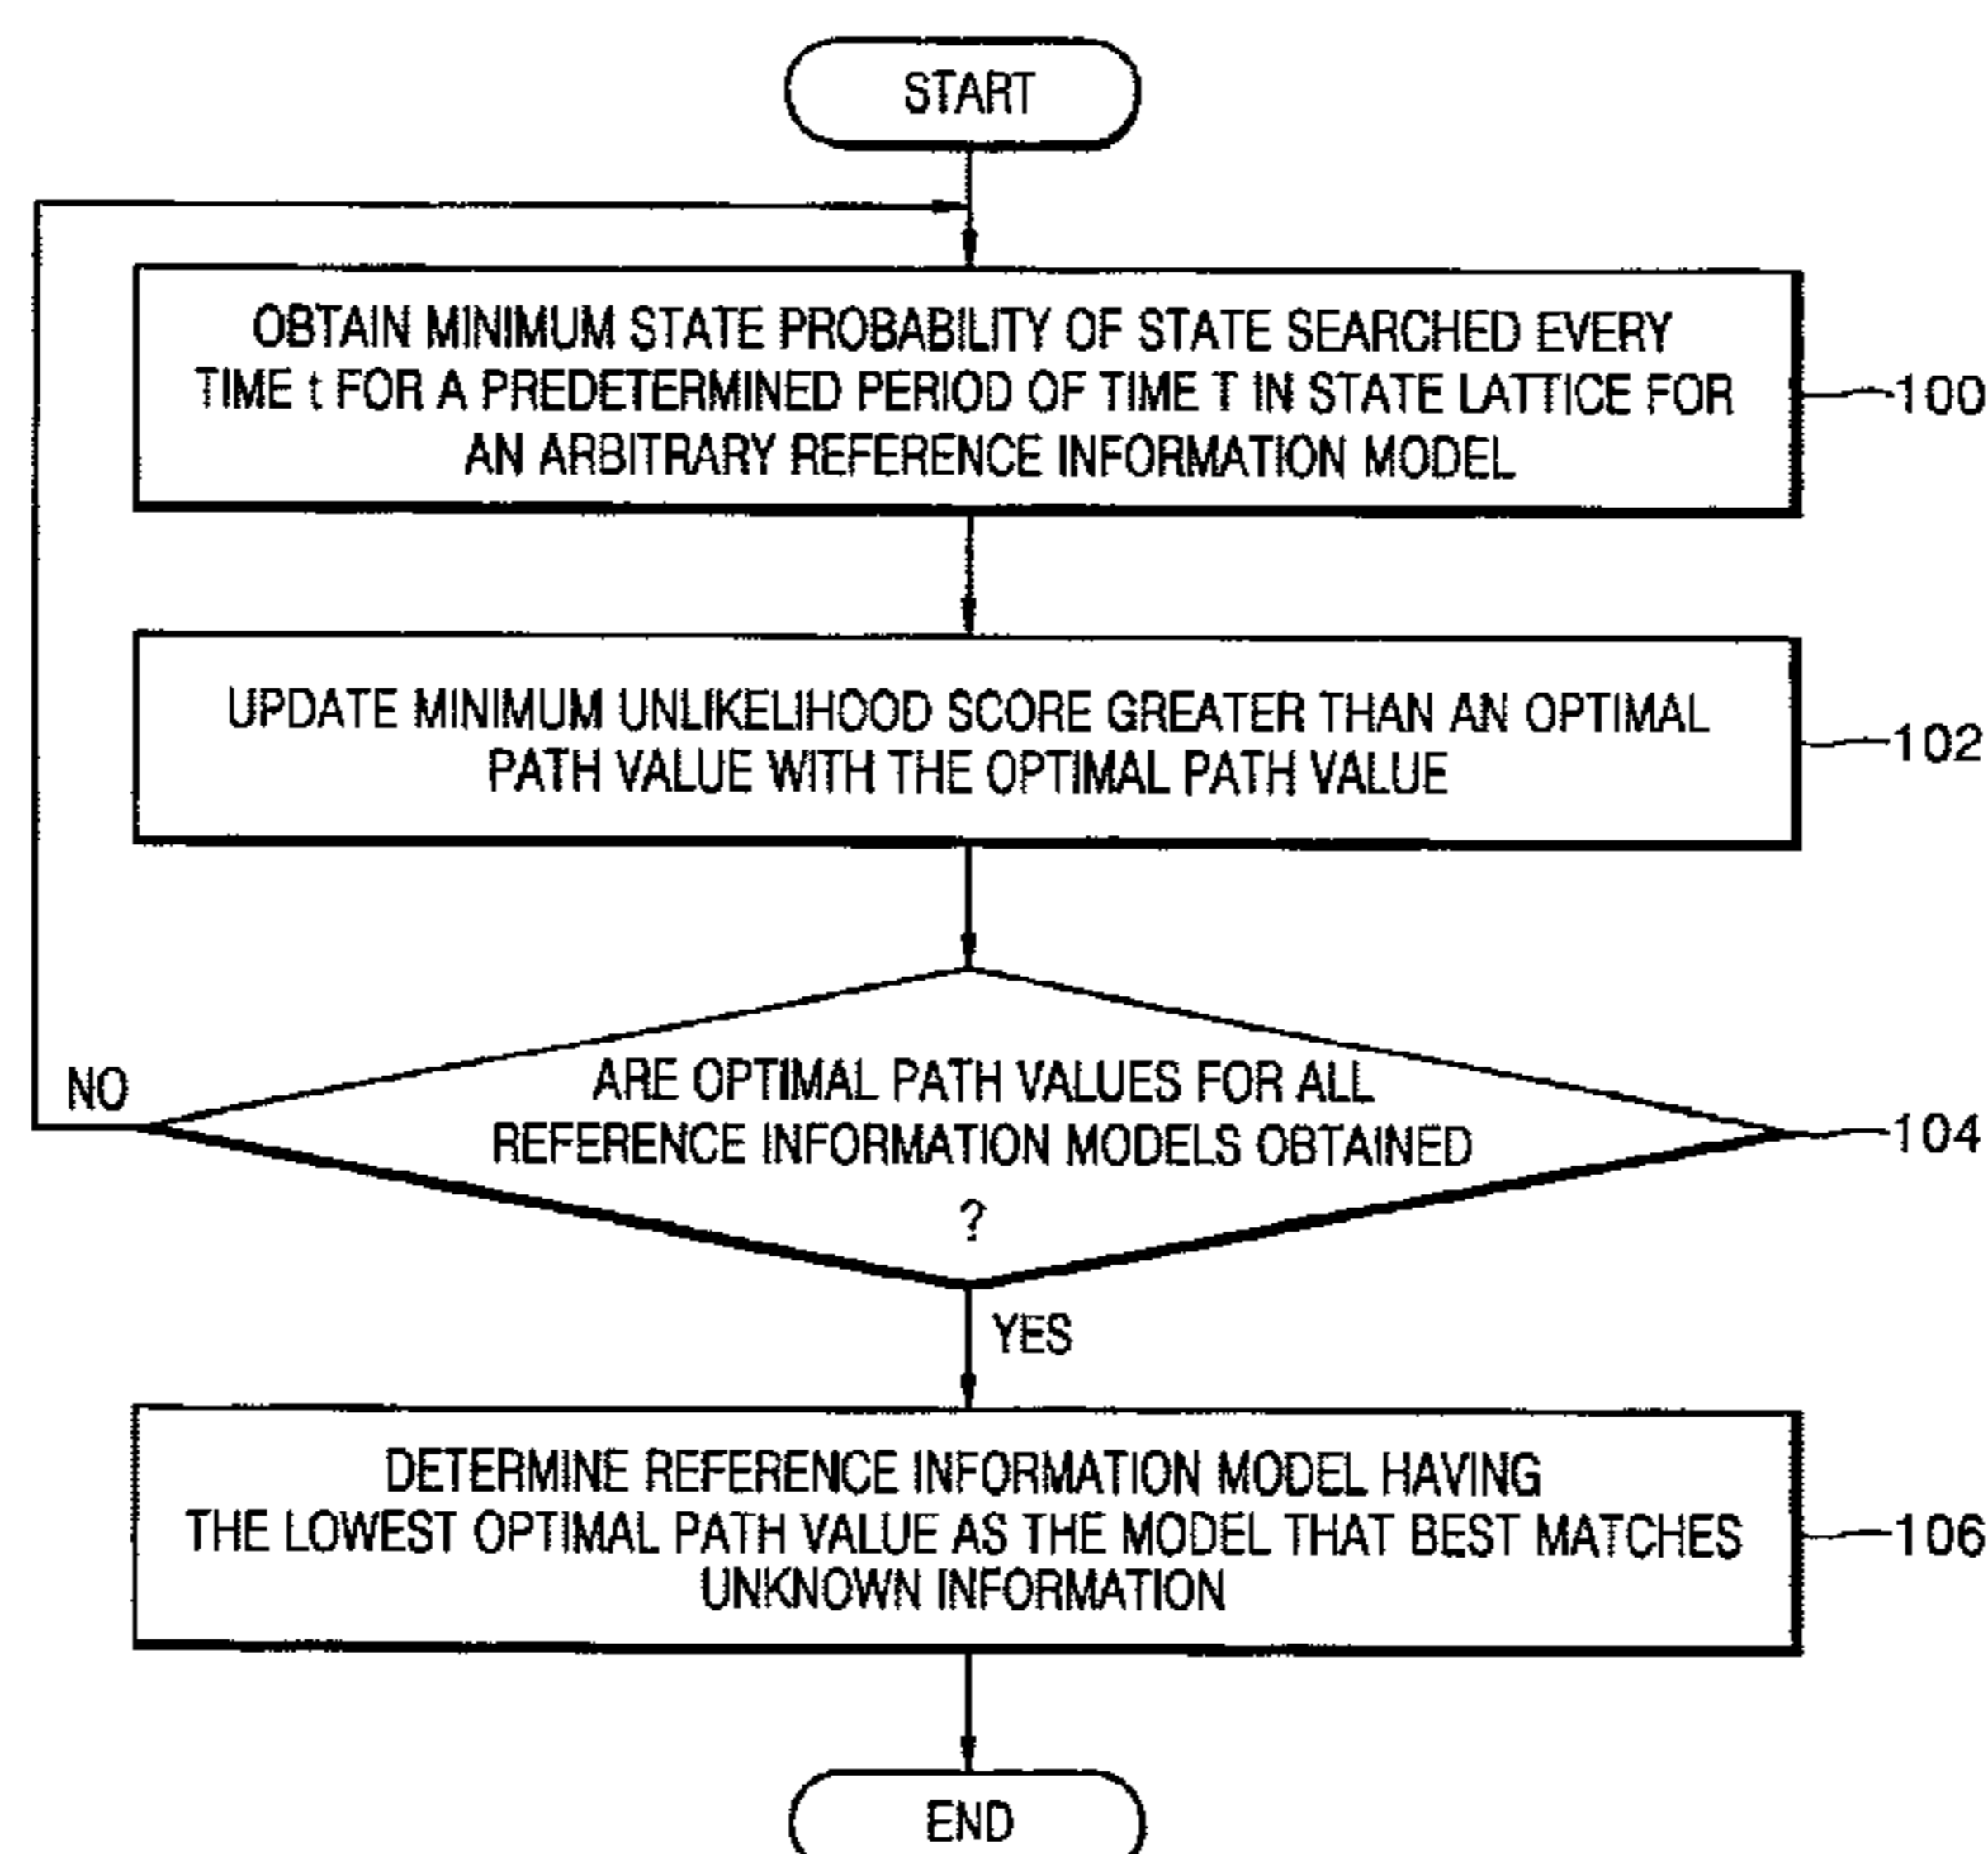 START
OBTAIN MINIMUM STATE PROBABILITY OF STATE SEARCHED EVERY
TIME t FOR A PREDETERMINED PERIOD OF TIME T IN STATE LATTICE FOR
AN ARBITRARY REFERENCE INFORMATION MODEL
100
UPDATE MINIMUM UNLIKELIHOOD SCORE GREATER THAN AN OPTIMAL
PATH VALUE WITH THE OPTIMAL PATH VALUE
102
NO
ARE OPTIMAL PATH VALUES FOR ALL
REFERENCE INFORMATION MODELS OBTAINED
?
104
YES
DETERMINE REFERENCE INFORMATION MODEL HAVING
THE LOWEST OPTIMAL PATH VALUE AS THE MODEL THAT BEST MATCHES
UNKNOWN INFORMATION
106
END